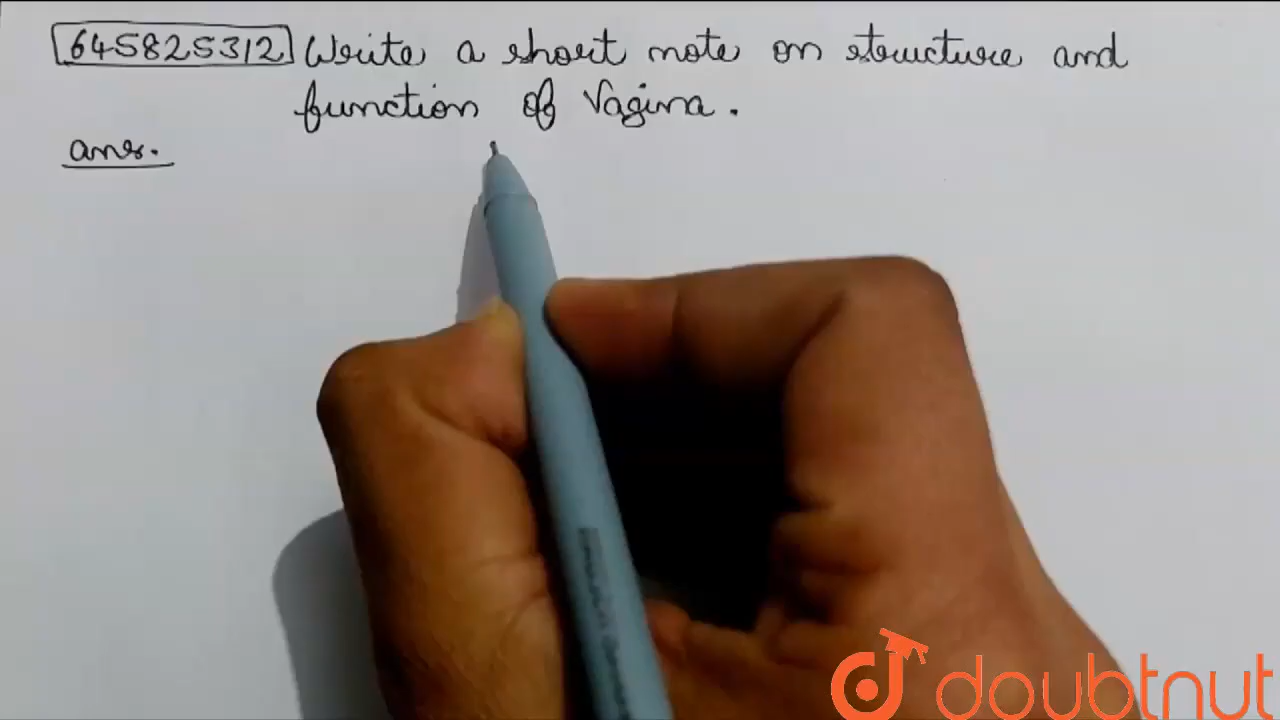 645825312 Write a short note on structure and
function of Vagina.
ans.
doubtnut